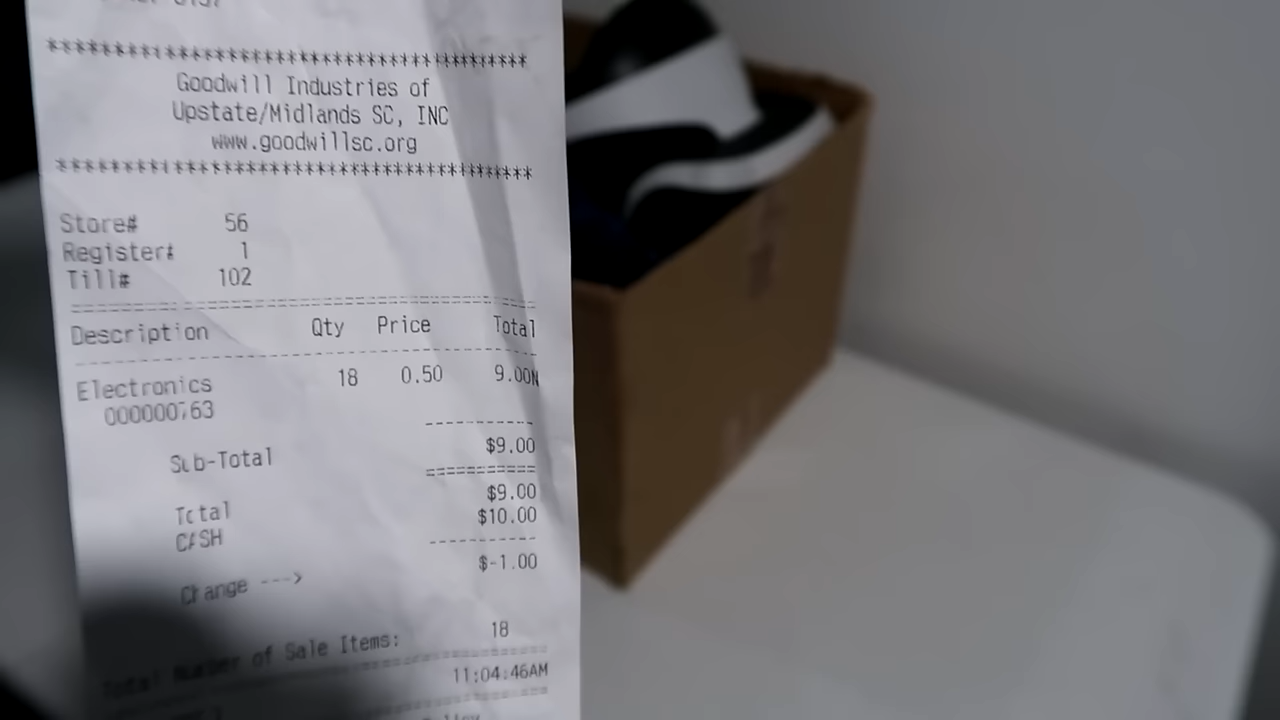 ****************************************
Goodwill Industries of
Upstate/Midlands SC, INC
www.goodwillsc.org
****************************************
Store# 56
Register# 1
Till# 102
Description Qty Price Total
Electronics 18 0.50 9.00N
000000763
Sub-Total $9.00
Total $9.00
CASH $10.00
Change ---> $-1.00
Total Number of Sale Items: 18
11:04:46AM